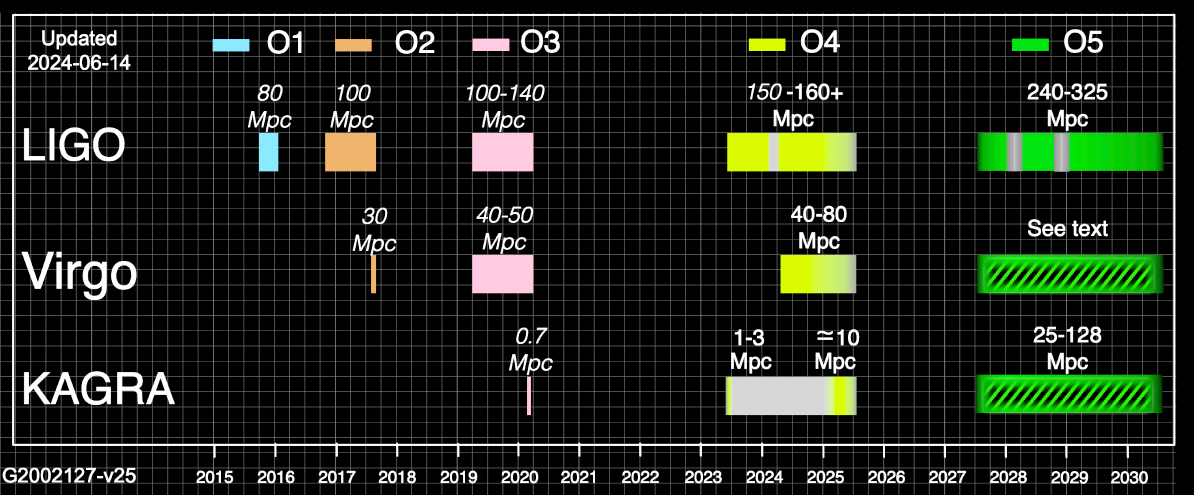 Updated
2024-06-14
O1
O2
O3
O4
O5
80
Mpc
100
Mpc
100-140
Mpc
150 -160+
Mpc
240-325
Mpc
LIGO
30
Mpc
40-50
Mpc
40-80
Mpc
See text
Virgo
0.7
Mpc
1-3
Mpc
≃10
Mpc
25-128
Mpc
KAGRA
G2002127-v25
2015 2016 2017 2018 2019 2020 2021 2022 2023 2024 2025 2026 2027 2028 2029 2030